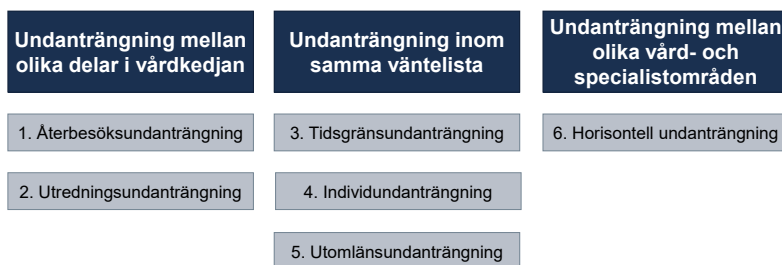 Undanträngning mellan
olika delar i vårdkedjan
1. Återbesöksundanträngning
2. Utredningsundanträngning
Undanträngning inom
samma väntelista
3. Tidsgränsundanträngning
4. Individundanträngning
5. Utomlänsundanträngning
Undanträngning mellan
olika vård- och
specialistområden
6. Horisontell undanträngning